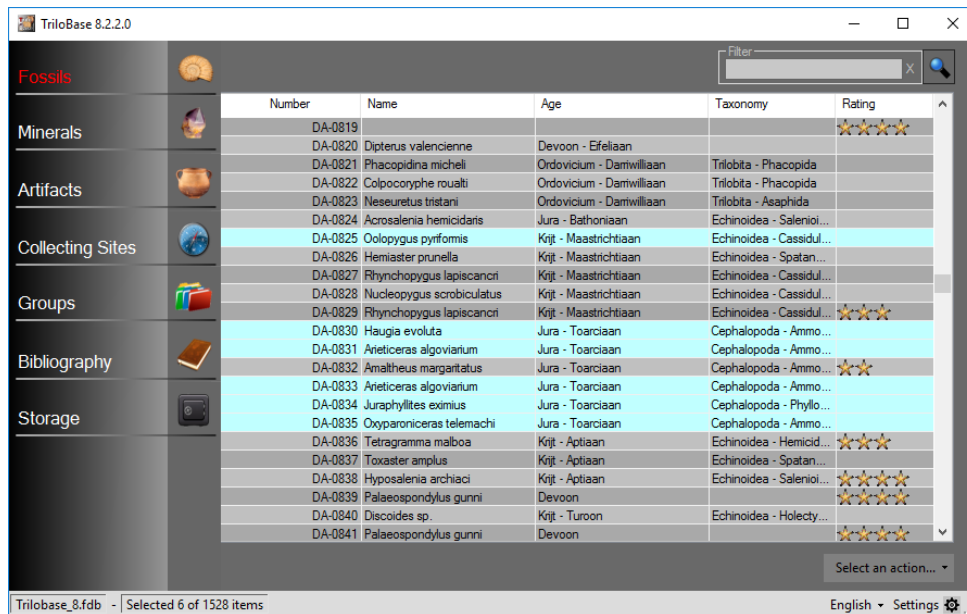 TriloBase 8.2.2.0
Fossils
Minerals
Artifacts
Collecting Sites
Groups
Bibliography
Storage
Filter
X
Number Name Age Taxonomy Rating
DA-0819
DA-0820 Dipterus valencienne Devoon - Eifeliaan
DA-0821 Phacopidina micheli Ordovicium - Darriwilliaan Trilobita - Phacopida
DA-0822 Colpocoryphe roualti Ordovicium - Darriwilliaan Trilobita - Phacopida
DA-0823 Neseuretus tristani Ordovicium - Darriwilliaan Trilobita - Asaphida
DA-0824 Acrosalenia hemicidaris Jura - Bathoniaan Echinoidea - Salenioi...
DA-0825 Oolopygus pyriformis Krijt - Maastrichtiaan Echinoidea - Cassidul...
DA-0826 Hemiaster prunella Krijt - Maastrichtiaan Echinoidea - Spatan...
DA-0827 Rhynchopygus lapiscancri Krijt - Maastrichtiaan Echinoidea - Cassidul...
DA-0828 Nucleopygus scrobiculatus Krijt - Maastrichtiaan Echinoidea - Cassidul...
DA-0829 Rhynchopygus lapiscancri Krijt - Maastrichtiaan Echinoidea - Cassidul...
DA-0830 Haugia evoluta Jura - Toarciaan Cephalopoda - Ammo...
DA-0831 Arieticeras algoviarium Jura - Toarciaan Cephalopoda - Ammo...
DA-0832 Amaltheus margaritatus Jura - Toarciaan Cephalopoda - Ammo...
DA-0833 Arieticeras algoviarium Jura - Toarciaan Cephalopoda - Ammo...
DA-0834 Juraphyllites eximius Jura - Toarciaan Cephalopoda - Phyllo...
DA-0835 Oxyparoniceras telemachi Jura - Toarciaan Cephalopoda - Ammo...
DA-0836 Tetragramma malboa Krijt - Aptiaan Echinoidea - Hemicid...
DA-0837 Toxaster amplus Krijt - Aptiaan Echinoidea - Spatan...
DA-0838 Hyposalenia archiaci Krijt - Aptiaan Echinoidea - Salenioi...
DA-0839 Palaeospondylus gunni Devoon
DA-0840 Discoides sp. Krijt - Turoon Echinoidea - Holecty...
DA-0841 Palaeospondylus gunni Devoon
Select an action...
Trilobase_8.fdb - Selected 6 of 1528 items English Settings